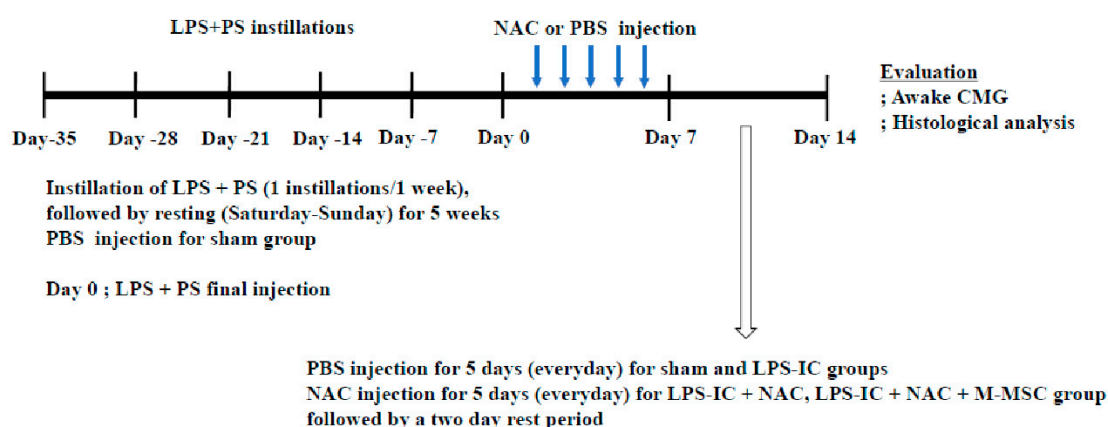 LPS+PS instillations
NAC or PBS injection
Evaluation
; Awake CMG
; Histological analysis
Day-35
Day -28
Day -21
Day -14
Day -7
Day 0
Day 7
Day 14
Instillation of LPS + PS (1 instillations/1 week),
followed by resting (Saturday-Sunday) for 5 weeks
PBS injection for sham group
Day 0 ; LPS + PS final injection
PBS injection for 5 days (everyday) for sham and LPS-IC groups
NAC injection for 5 days (everyday) for LPS-IC + NAC, LPS-IC + NAC + M-MSC group
followed by a two day rest period